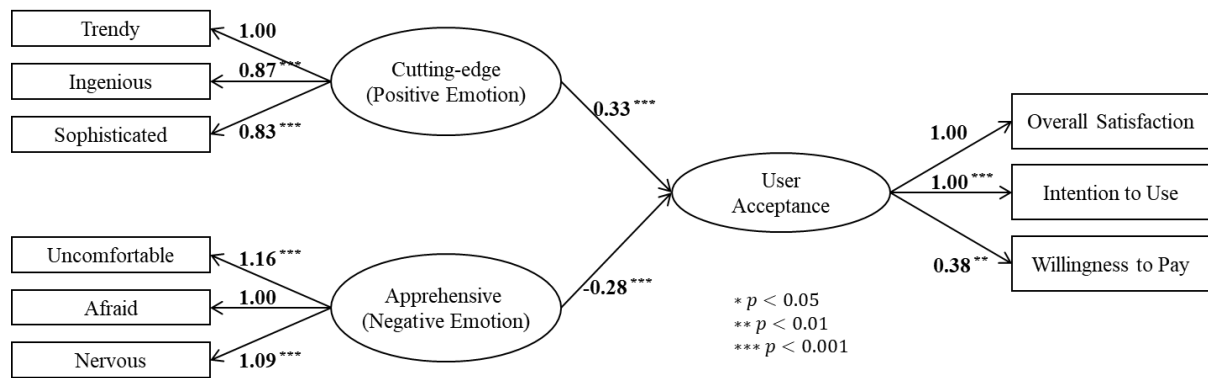 Trendy
Ingenious
Sophisticated
1.00
0.87 ***
0.83 ***
Cutting-edge
(Positive Emotion)
0.33 ***
Uncomfortable
Afraid
Nervous
1.16 ***
1.00
1.09 ***
Apprehensive
(Negative Emotion)
-0.28 ***
User
Acceptance
1.00
1.00 ***
0.38 **
Overall Satisfaction
Intention to Use
Willingness to Pay
* p < 0.05
** p < 0.01
*** p < 0.001